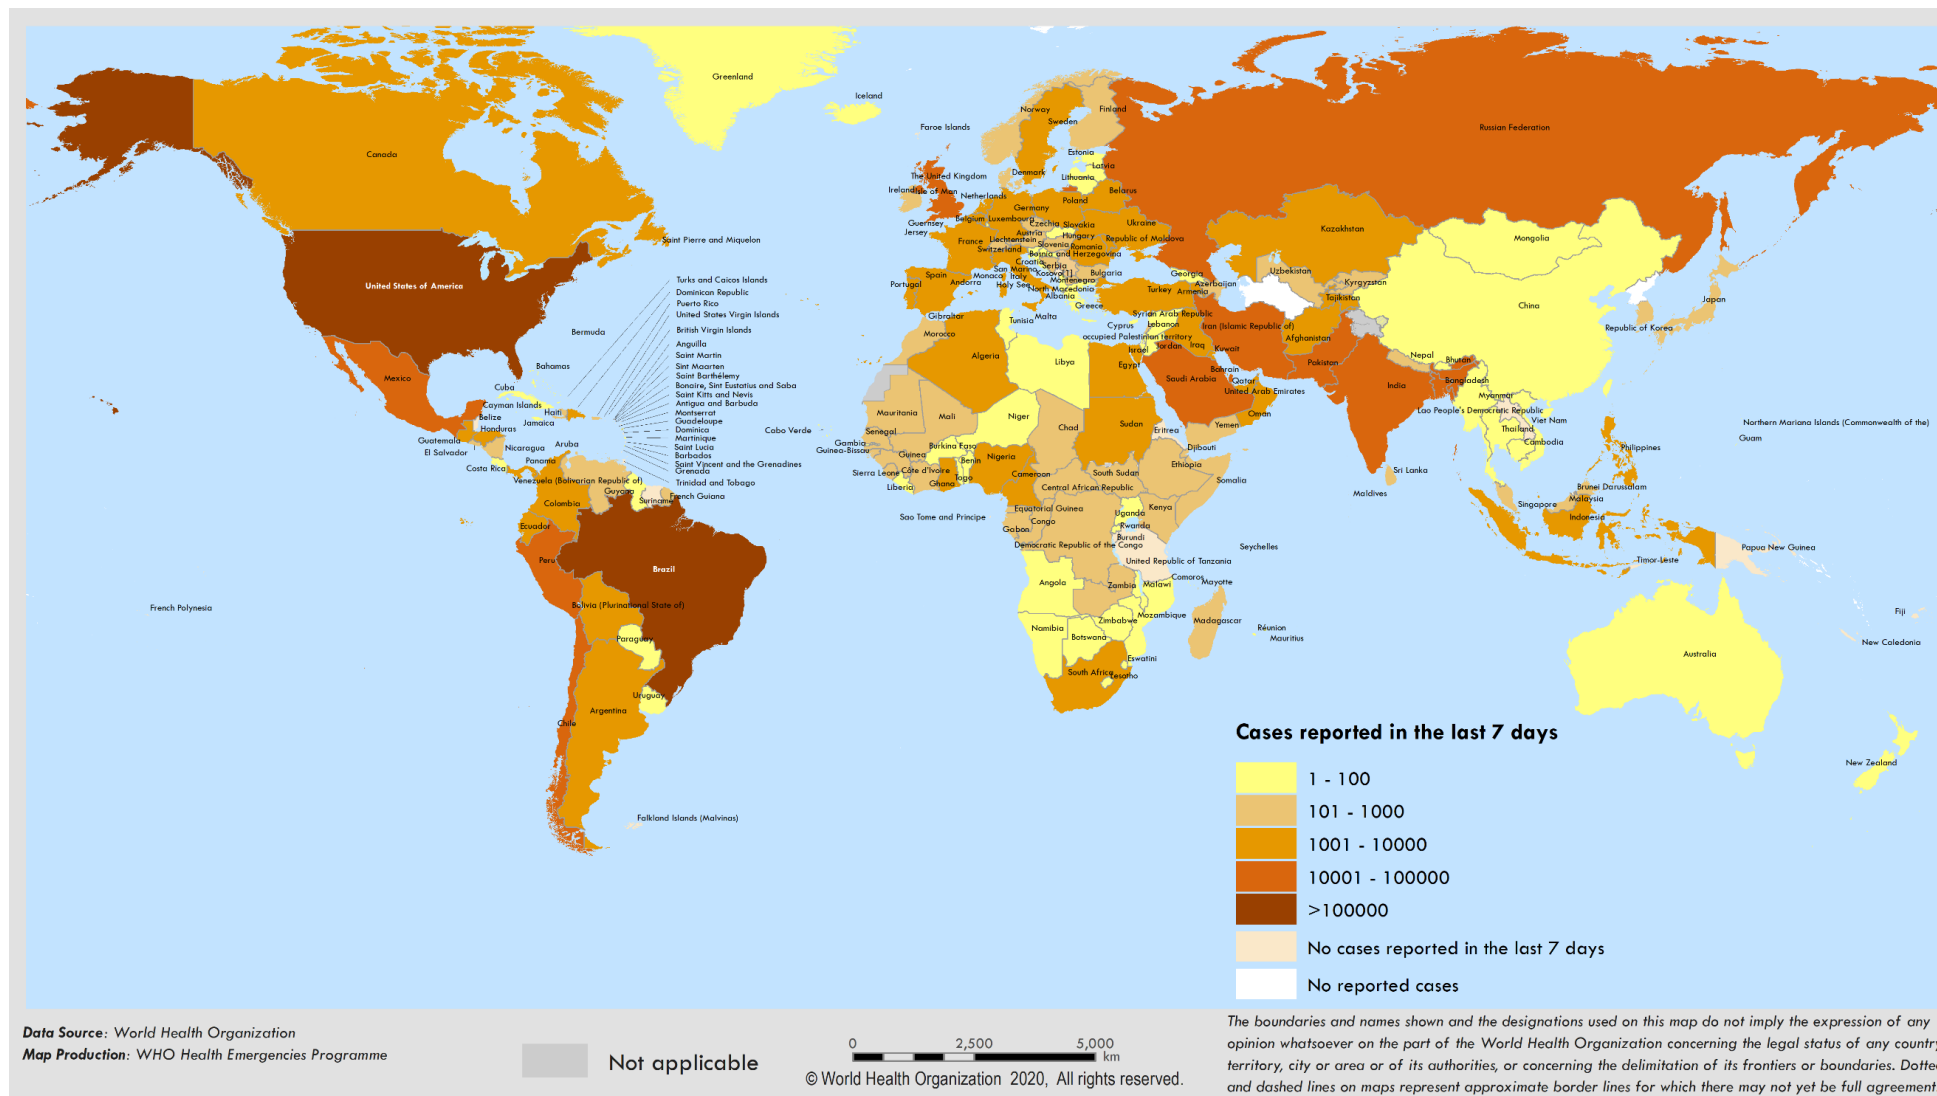 Greenland
Iceland
Faroe Islands
Norway
Sweden
Finland
Russian Federation
Canada
Estonia
Latvia
Lithuania
Denmark
The United Kingdom
Ireland
Isle of Man
Netherlands
Belarus
Poland
Germany
Guernsey
Jersey
Belgium
Luxembourg
Czechia
Slovakia
Ukraine
Saint Pierre and Miquelon
France
Austria
Liechtenstein
Hungary
Switzerland
Slovenia
Romania
Republic of Moldova
Kazakhstan
Mongolia
Bosnia and Herzegovina
Croatia
Serbia
San Marino
Monaco
Italy
Kosovo[1]
Bulgaria
Montenegro
Spain
Andorra
Holy See
North Macedonia
Albania
Portugal
Greece
Georgia
Azerbaijan
Turkey
Armenia
Uzbekistan
Kyrgyzstan
Tajikistan
China
Japan
Republic of Korea
United States of America
Turks and Caicos Islands
Dominican Republic
Puerto Rico
United States Virgin Islands
British Virgin Islands
Anguilla
Saint Martin
Sint Maarten
Saint Barthélemy
Bonaire, Sint Eustatius and Saba
Saint Kitts and Nevis
Antigua and Barbuda
Montserrat
Guadeloupe
Dominica
Martinique
Saint Lucia
Barbados
Saint Vincent and the Grenadines
Grenada
Trinidad and Tobago
Bermuda
Bahamas
Mexico
Cuba
Cayman Islands
Haiti
Belize
Jamaica
Honduras
Guatemala
El Salvador
Nicaragua
Aruba
Costa Rica
Panama
Venezuela (Bolivarian Republic of)
Guyana
Suriname
French Guiana
Colombia
Ecuador
Peru
Brazil
Bolivia (Plurinational State of)
Paraguay
Uruguay
Argentina
Chile
Falkland Islands (Malvinas)
French Polynesia
Gibraltar
Tunisia
Malta
Morocco
Algeria
Libya
Egypt
Cyprus
Syrian Arab Republic
Lebanon
occupied Palestinian territory
Israel
Jordan
Iraq
Iran (Islamic Republic of)
Kuwait
Afghanistan
Pakistan
Bahrain
Qatar
Saudi Arabia
United Arab Emirates
Oman
Yemen
Nepal
Bhutan
India
Bangladesh
Myanmar
Lao People's Democratic Republic
Viet Nam
Thailand
Cambodia
Philippines
Sri Lanka
Maldives
Brunei Darussalam
Malaysia
Singapore
Indonesia
Timor-Leste
Papua New Guinea
Northern Mariana Islands (Commonwealth of the)
Guam
Cabo Verde
Mauritania
Mali
Niger
Chad
Sudan
Eritrea
Djibouti
Senegal
Gambia
Guinea-Bissau
Guinea
Burkina Faso
Benin
Nigeria
Sierra Leone
Côte d'Ivoire
Liberia
Ghana
Togo
Cameroon
Central African Republic
South Sudan
Ethiopia
Somalia
Sao Tome and Principe
Equatorial Guinea
Gabon
Congo
Uganda
Kenya
Rwanda
Burundi
Democratic Republic of the Congo
United Republic of Tanzania
Seychelles
Angola
Zambia
Malawi
Comoros
Mayotte
Mozambique
Zimbabwe
Madagascar
Namibia
Botswana
Réunion
Mauritius
Eswatini
South Africa
Lesotho
Fiji
New Caledonia
Australia
New Zealand
Cases reported in the last 7 days
1 - 100
101 - 1000
1001 - 10000
10001 - 100000
>100000
No cases reported in the last 7 days
No reported cases
Data Source: World Health Organization
Map Production: WHO Health Emergencies Programme
Not applicable
0 2,500 5,000
km
© World Health Organization 2020, All rights reserved.
The boundaries and names shown and the designations used on this map do not imply the expression of any
opinion whatsoever on the part of the World Health Organization concerning the legal status of any country
territory, city or area or of its authorities, or concerning the delimitation of its frontiers or boundaries. Dotted
and dashed lines on maps represent approximate border lines for which there may not yet be full agreement